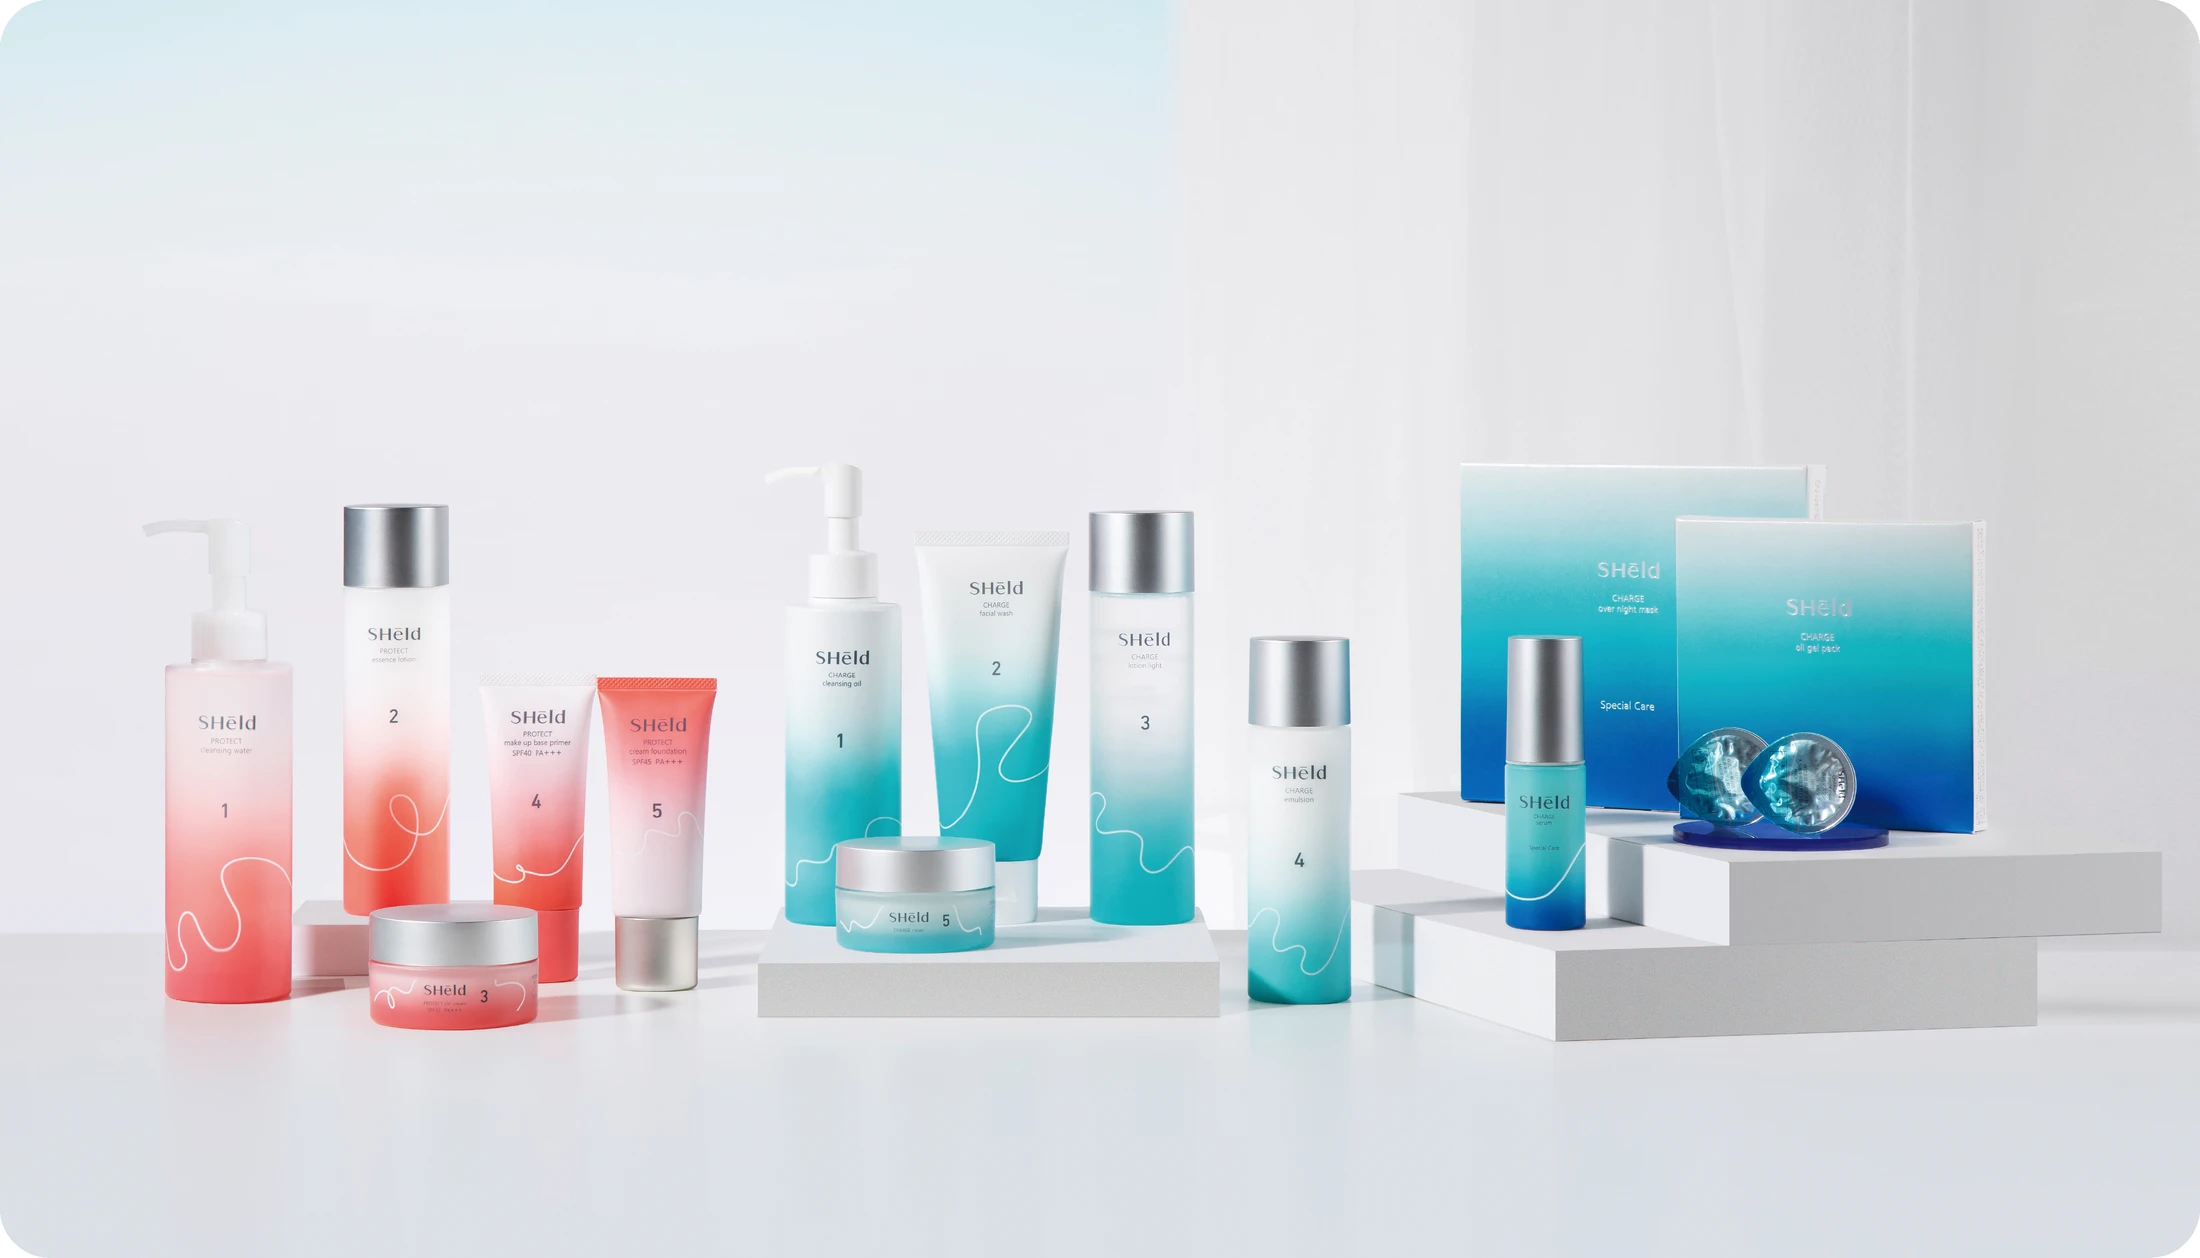 SHēld
PROTECT
cleansing water
1
SHēld
PROTECT
essence lotion
2
SHēld 3
SHēld
PROTECT
make up base primer
SPF40 PA+++
4
SHēld
PROTECT
cream foundation
SPF45 PA+++
5
SHēld
CHARGE
cleansing oil
1
SHēld
CHARGE
facial wash
2
SHēld
CHARGE
lotion light
3
SHēld
CHARGE
emulsion
4
SHēld 5
CHARGE cream
SHēld
CHARGE
over night mask
Special Care
SHēld
CHARGE
serum
Special Care
SHēld
CHARGE
oil gel pack